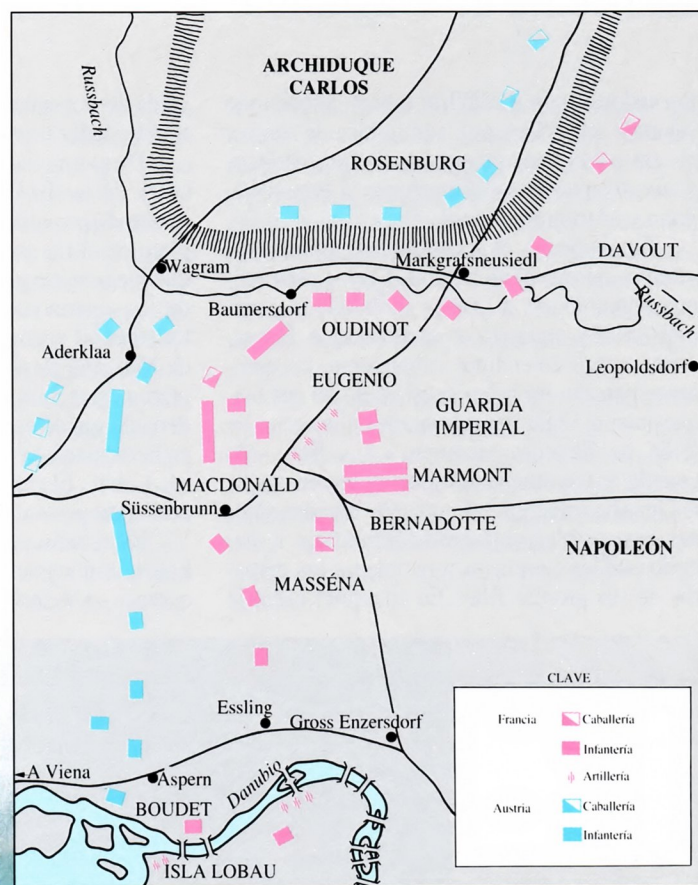 Russbach
ARCHIDUQUE
CARLOS
ROSENBURG
Wagram
Markgrafsneusiedl
DAVOUT
Baumersdorf
OUDINOT
Russbach
Aderklaa
Leopoldsdorf
EUGENIO
GUARDIA
IMPERIAL
MACDONALD
MARMONT
Süssenbrunn
BERNADOTTE
NAPOLEÓN
MASSÉNA
Essling
Gross Enzersdorf
A Viena
Aspern
Danubio
BOUDET
ISLA LOBAU
CLAVE
Francia
Caballería
Infantería
Artillería
Austria
Caballería
Infantería